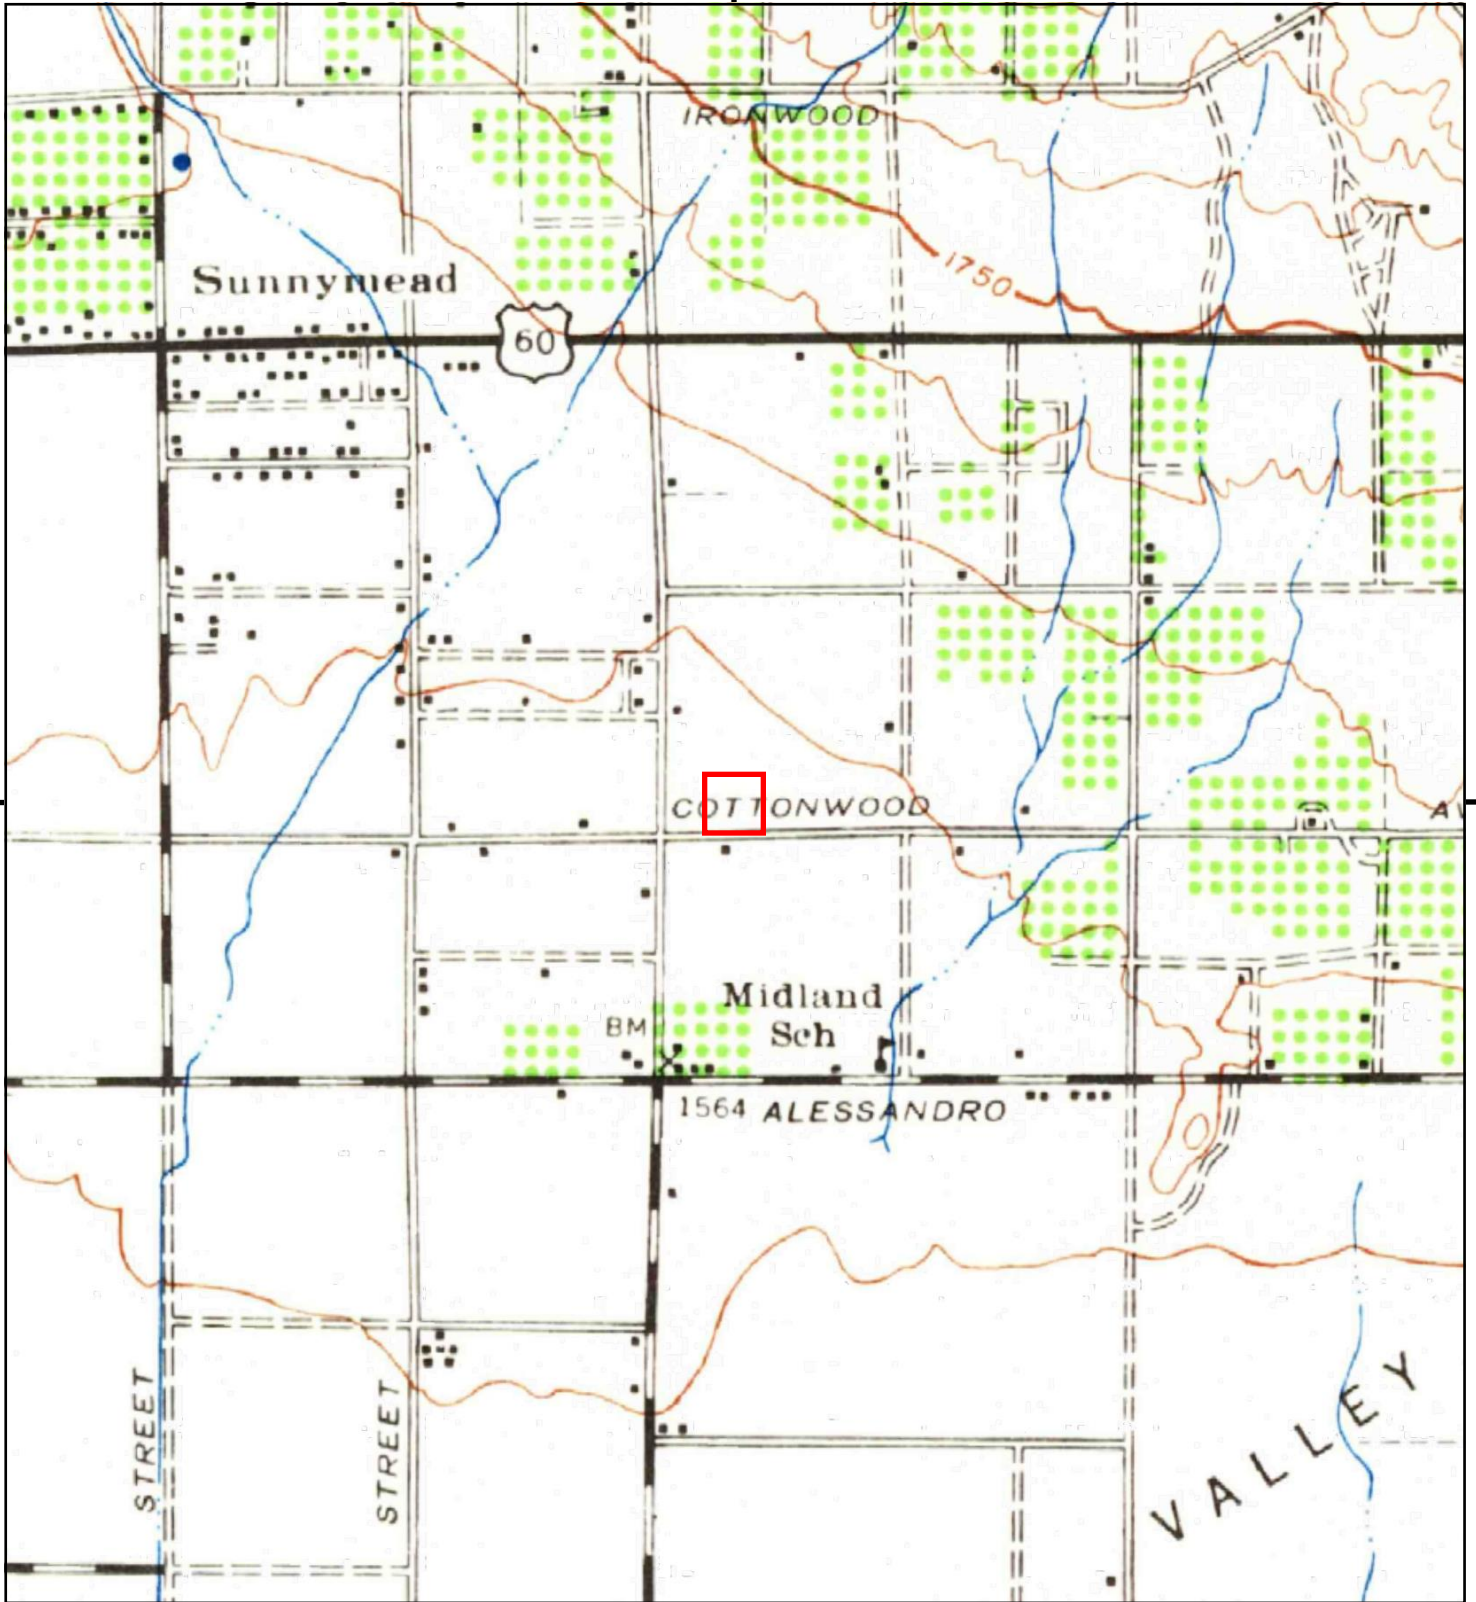 IRONWOOD
Sunnymead
1750
60
COTTONWOOD
AV
Midland
Sch
BM
1564 ALESSANDRO
STREET
STREET
VALLEY